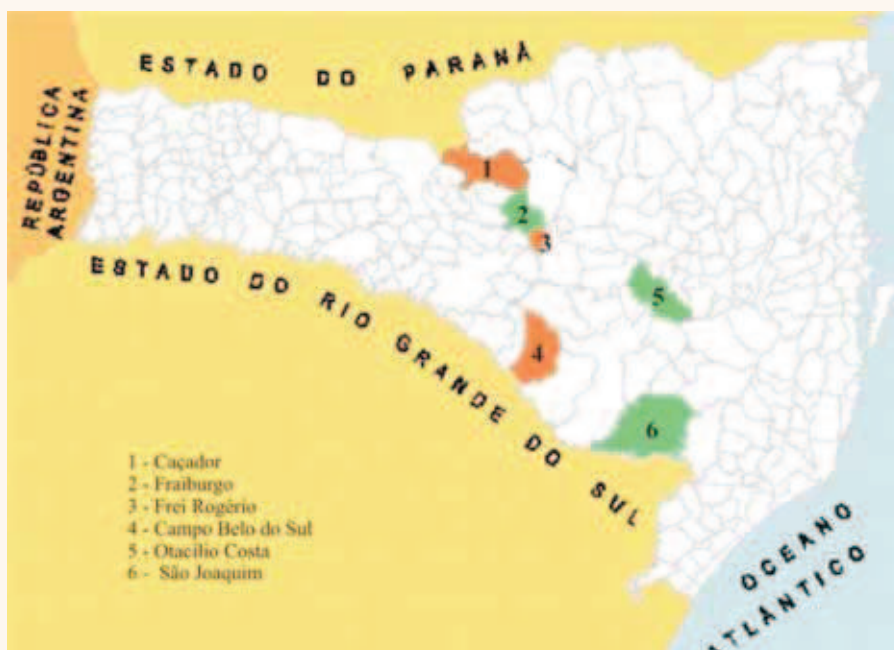 ESTADO DO PARANÁ
REPÚBLICA
ARGENTINA
1
2
3
ESTADO DO RIO GRANDE DO SUL
5
4
6
1 - Caçador
2 - Fraiburgo
3 - Frei Rogério
4 - Campo Belo do Sul
5 - Otacílio Costa
6 - São Joaquim
OCEANO
ATLÂNTICO